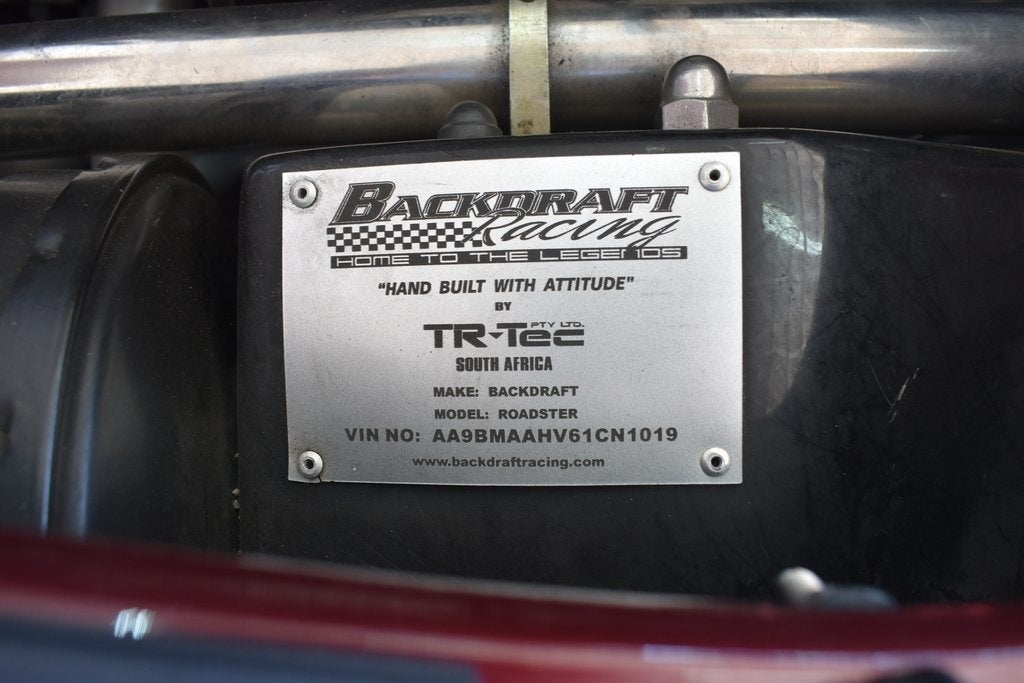 BACKDRAFT
Racing
HOME TO THE LEGENDS
"HAND BUILT WITH ATTITUDE"
BY
TR-Tec PTY LTD.
SOUTH AFRICA
MAKE: BACKDRAFT
MODEL: ROADSTER
VIN NO: AA9BMAAHV61CN1019
www.backdraftracing.com